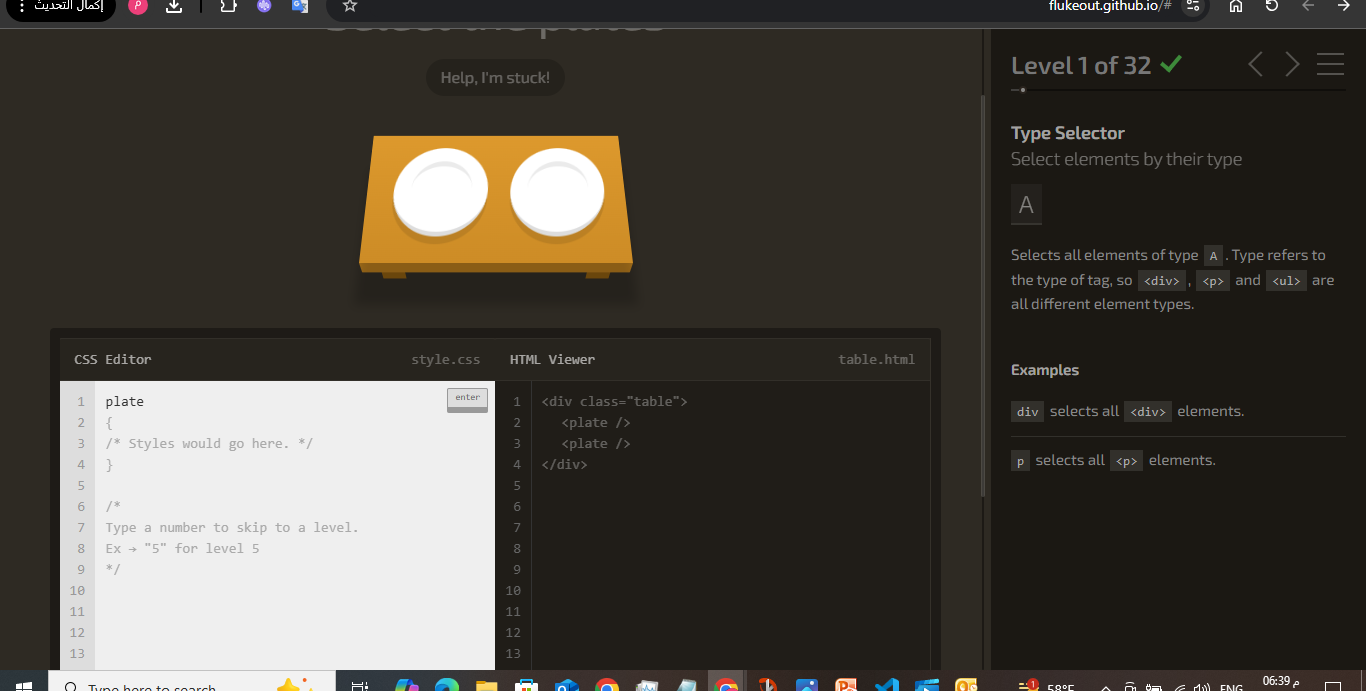 إكمال التحديث
P
flukeout.github.io/#
Select the plates
Help, I'm stuck!
CSS Editor
style.css
HTML Viewer
table.html
1 plate
enter
2 {
3 /* Styles would go here. */
4 }
5
6 /*
7 Type a number to skip to a level.
8 Ex → "5" for level 5
9 */
10
11
12
13
1 <div class="table">
2 <plate />
3 <plate />
4 </div>
5
6
7
8
9
10
11
12
13
Level 1 of 32
Type Selector
Select elements by their type
A
Selects all elements of type A. Type refers to
the type of tag, so <div>, <p> and <ul> are
all different element types.
Examples
div selects all <div> elements.
p selects all <p> elements.
Type here to search
1
58°F
ENG
06:39 م